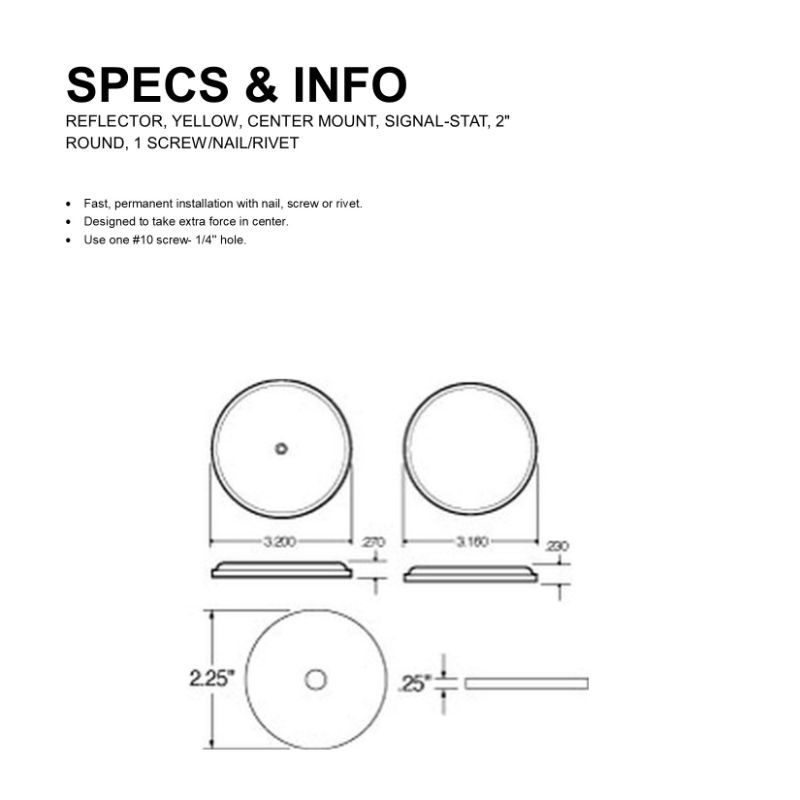 SPECS & INFO
REFLECTOR, YELLOW, CENTER MOUNT, SIGNAL-STAT, 2"
ROUND, 1 SCREW/NAIL/RIVET
• Fast, permanent installation with nail, screw or rivet.
• Designed to take extra force in center.
• Use one #10 screw- 1/4" hole.
3.200 .270 3.160 .230
2.25" .25"